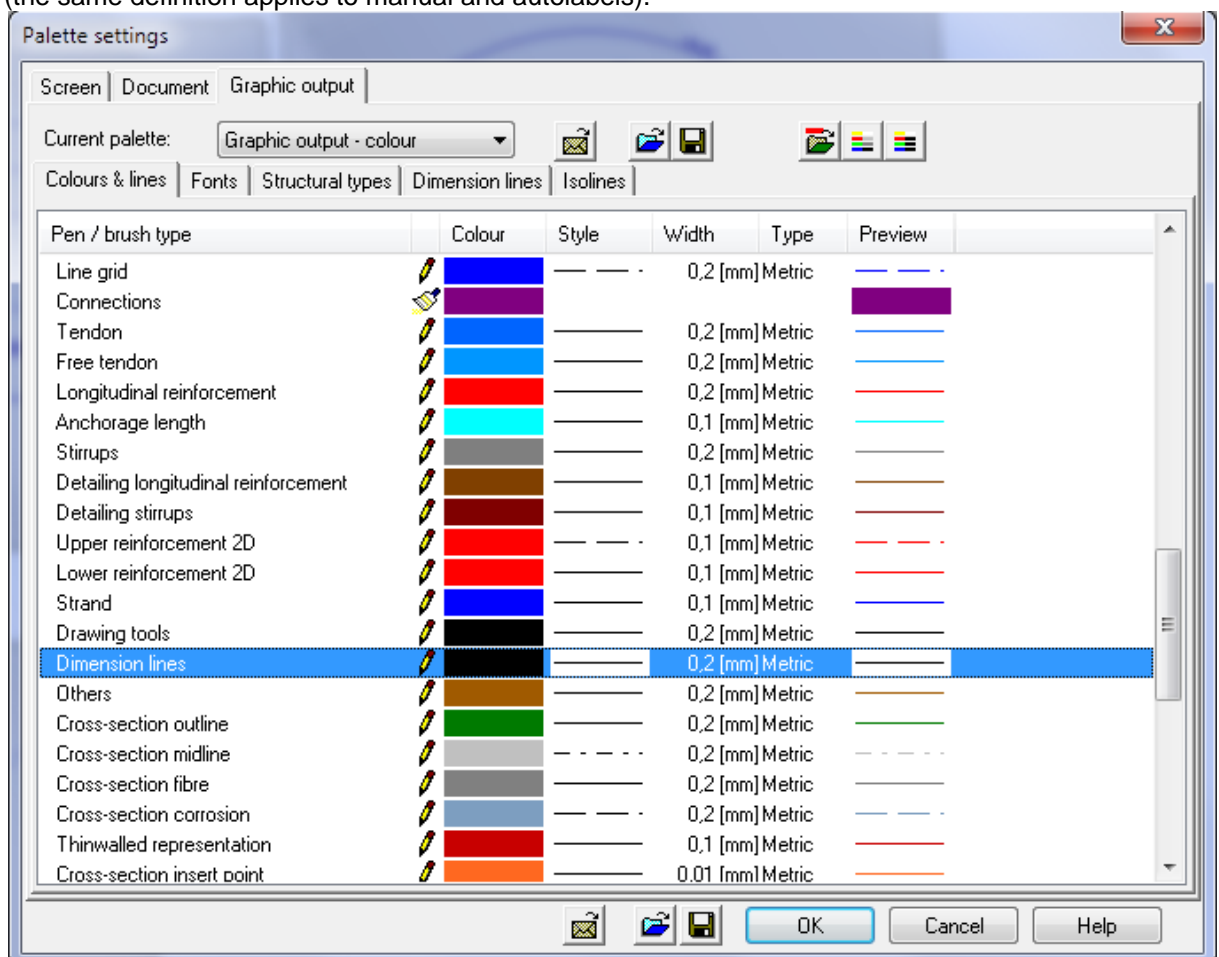 (the same definition applies to manual and autolabels).
Palette settings
Screen Document Graphic output
Current palette: Graphic output - colour
Colours & lines Fonts Structural types Dimension lines Isolines
Pen / brush type Colour Style Width Type Preview
Line grid 0,2 [mm] Metric
Connections
Tendon 0,2 [mm] Metric
Free tendon 0,2 [mm] Metric
Longitudinal reinforcement 0,2 [mm] Metric
Anchorage length 0,1 [mm] Metric
Stirrups 0,2 [mm] Metric
Detailing longitudinal reinforcement 0,1 [mm] Metric
Detailing stirrups 0,1 [mm] Metric
Upper reinforcement 2D 0,1 [mm] Metric
Lower reinforcement 2D 0,1 [mm] Metric
Strand 0,1 [mm] Metric
Drawing tools 0,2 [mm] Metric
Dimension lines 0,2 [mm] Metric
Others 0,2 [mm] Metric
Cross-section outline 0,2 [mm] Metric
Cross-section midline 0,2 [mm] Metric
Cross-section fibre 0,2 [mm] Metric
Cross-section corrosion 0,2 [mm] Metric
Thinwalled representation 0,1 [mm] Metric
Cross-section insert point 0,01 [mm] Metric
OK Cancel Help